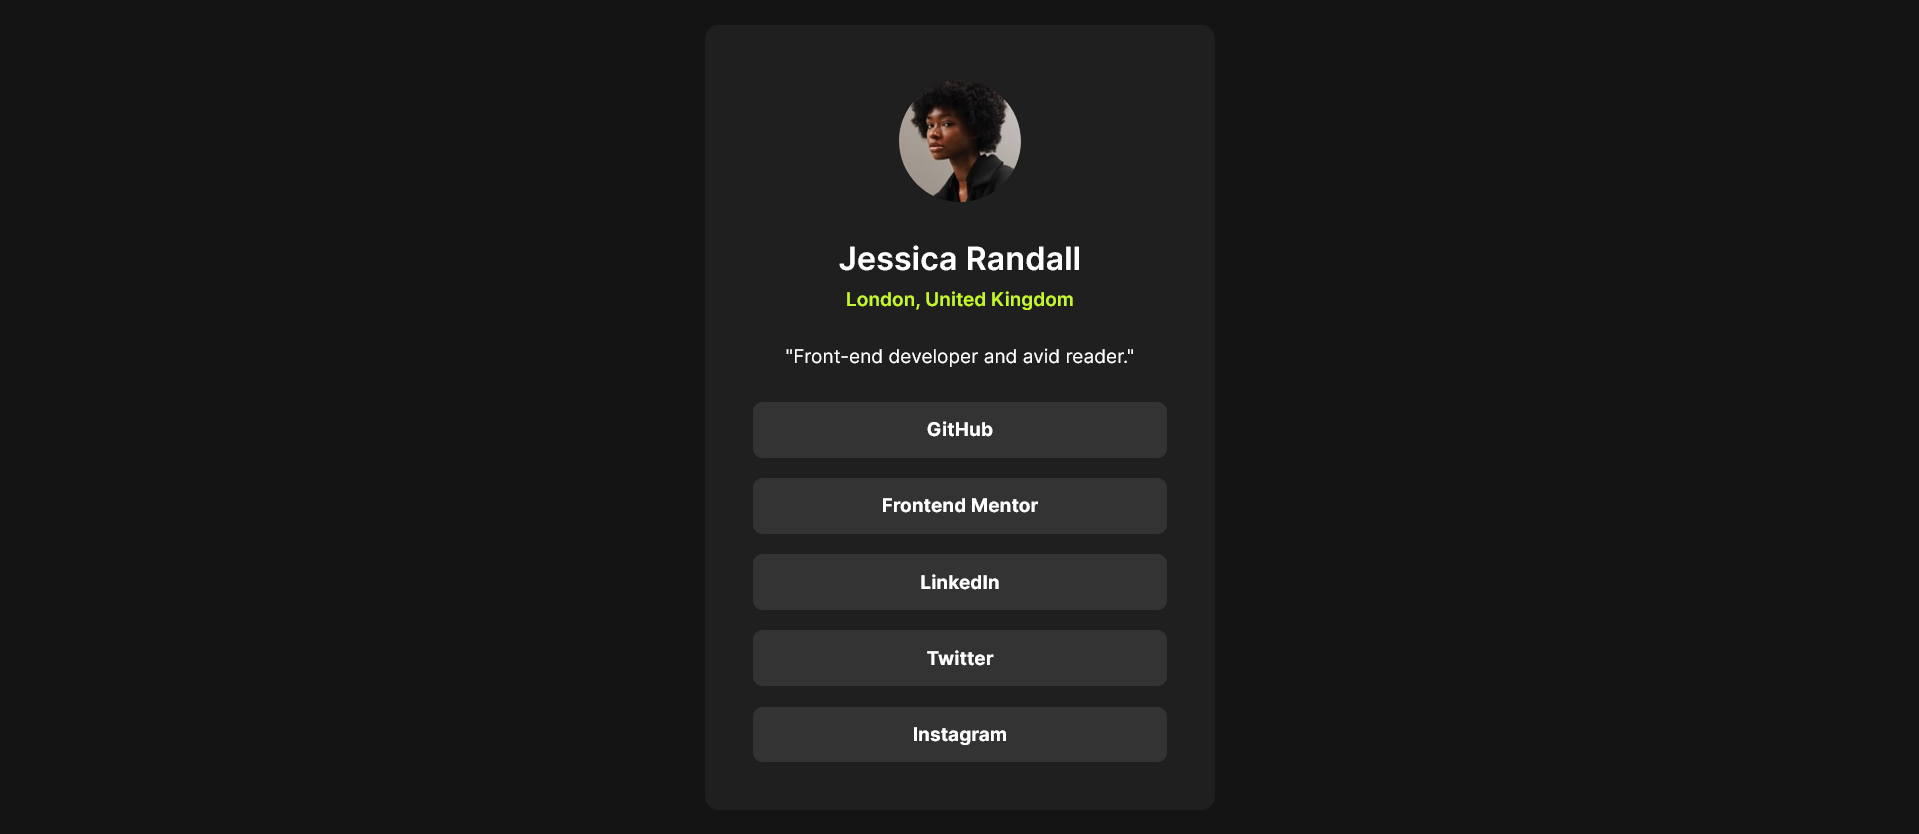 Jessica Randall
London, United Kingdom
"Front-end developer and avid reader."
GitHub
Frontend Mentor
LinkedIn
Twitter
Instagram